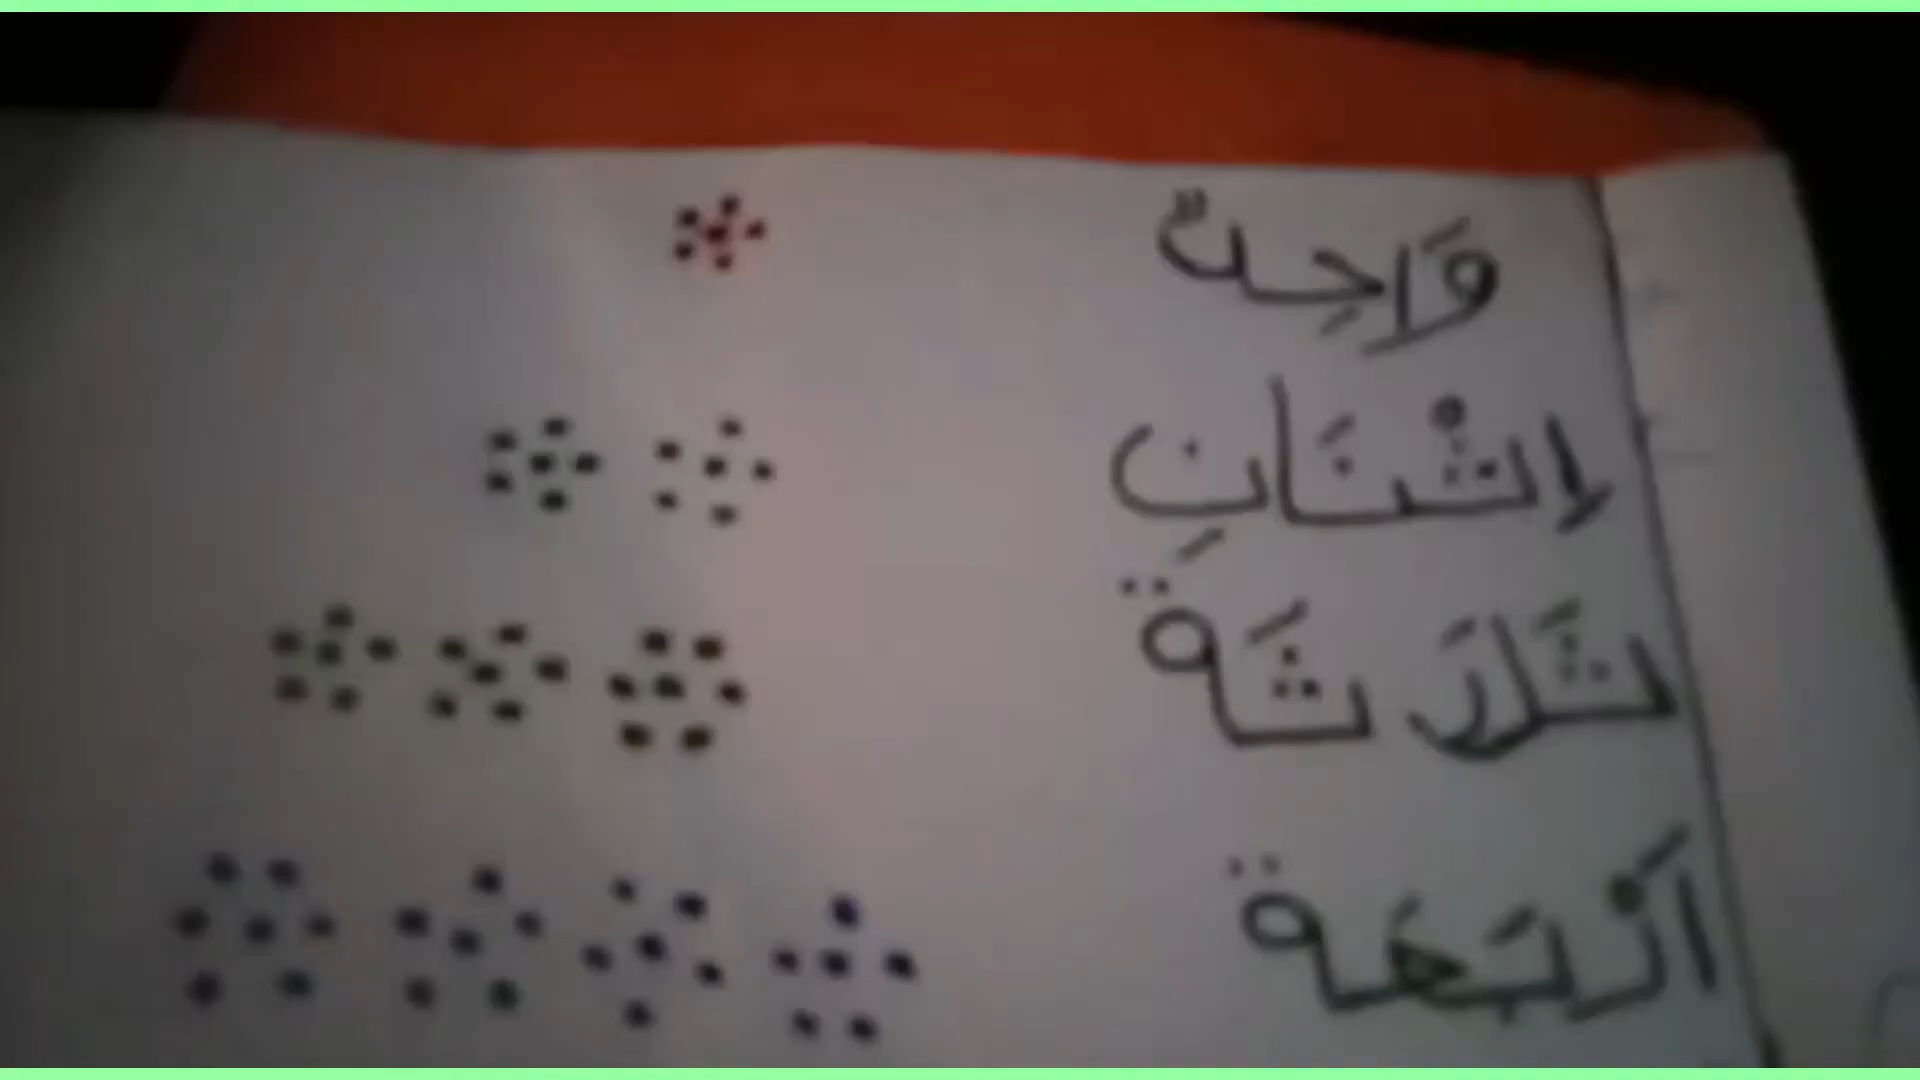 وَاحِدٌ
اِثْنَانِ
ثَلَاثَة
اَرْبَعَة